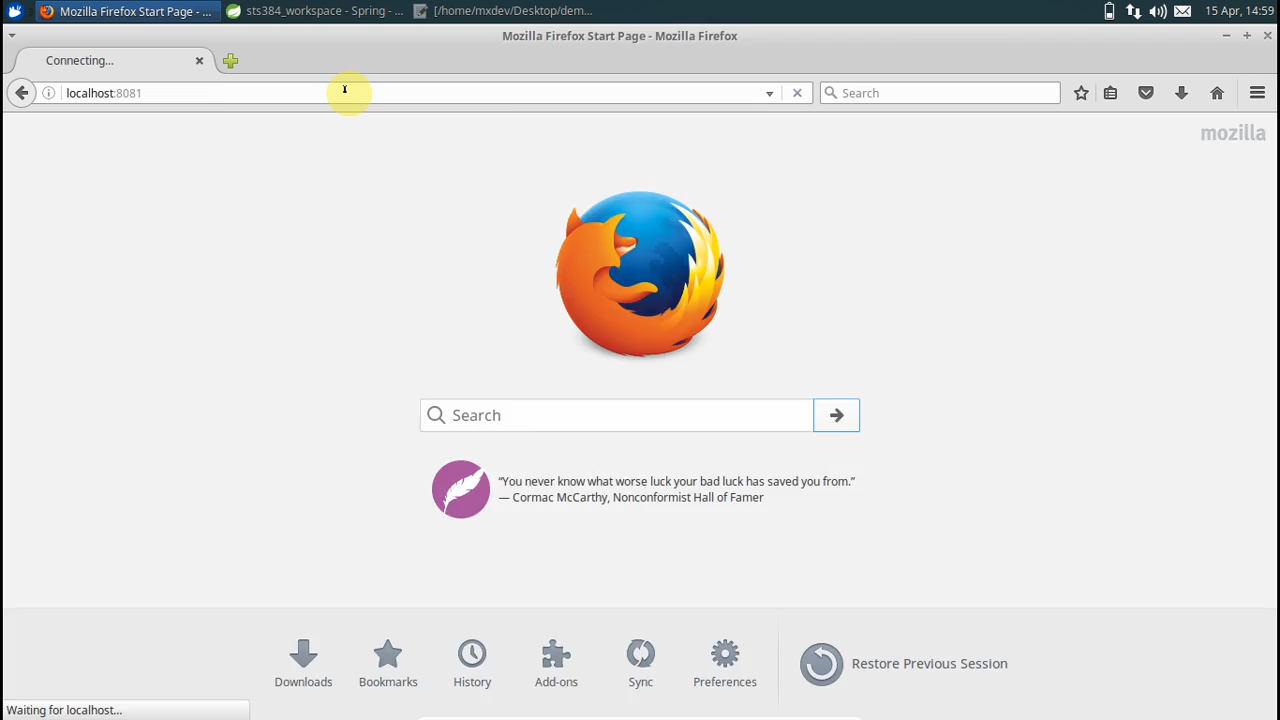 Mozilla Firefox Start Page - ...
sts384_workspace - Spring - ...
[/home/mxdev/Desktop/dem...
15 Apr, 14:59
Mozilla Firefox Start Page - Mozilla Firefox
Connecting...
localhost:8081
Search
mozilla
Search
“You never know what worse luck your bad luck has saved you from.”
— Cormac McCarthy, Nonconformist Hall of Famer
Downloads
Bookmarks
History
Add-ons
Sync
Preferences
Restore Previous Session
Waiting for localhost...